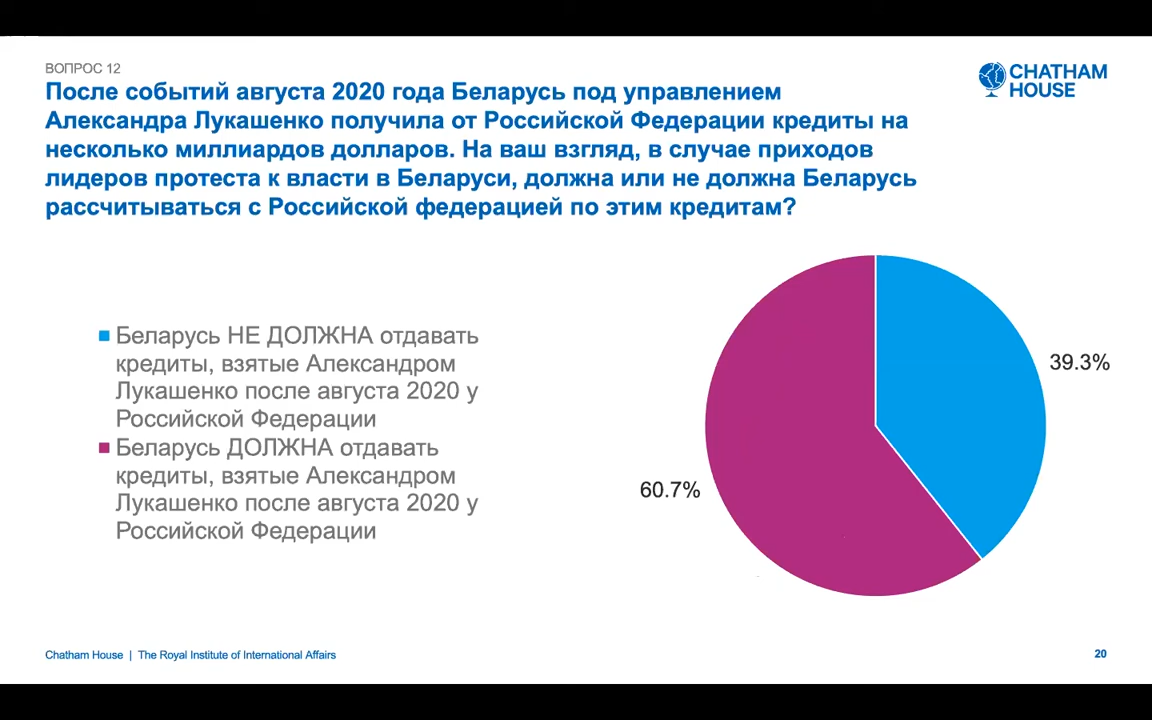 ВОПРОС 12
После событий августа 2020 года Беларусь под управлением
Александра Лукашенко получила от Российской Федерации кредиты на
несколько миллиардов долларов. На ваш взгляд, в случае приходов
лидеров протеста к власти в Беларуси, должна или не должна Беларусь
рассчитываться с Российской федерацией по этим кредитам?
CHATHAM
HOUSE
Беларусь НЕ ДОЛЖНА отдавать
кредиты, взятые Александром
Лукашенко после августа 2020 у
Российской Федерации
Беларусь ДОЛЖНА отдавать
кредиты, взятые Александром
Лукашенко после августа 2020 у
Российской Федерации
39.3%
60.7%
Chatham House | The Royal Institute of International Affairs
20